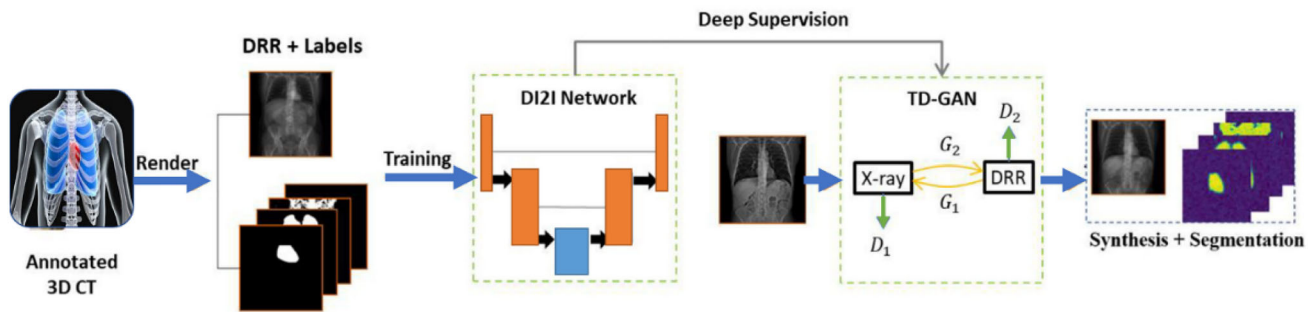 Deep Supervision
DRR + Labels
DI2I Network
TD-GAN
D₂
Render
Training
G₂
X-ray
DRR
G₁
D₁
Annotated
3D CT
Synthesis + Segmentation